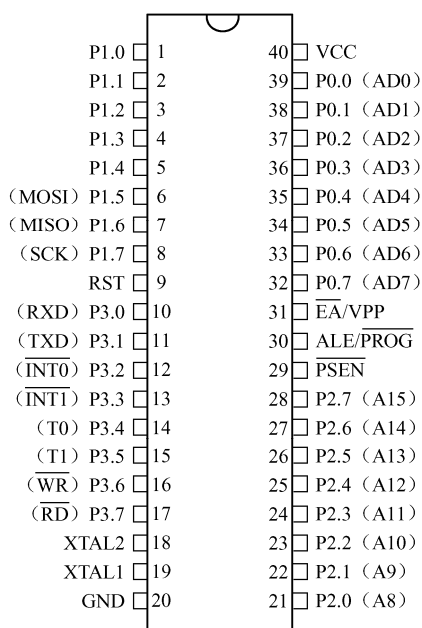 P1.0 1 40 VCC
P1.1 2 39 P0.0（AD0）
P1.2 3 38 P0.1（AD1）
P1.3 4 37 P0.2（AD2）
P1.4 5 36 P0.3（AD3）
（MOSI）P1.5 6 35 P0.4（AD4）
（MISO）P1.6 7 34 P0.5（AD5）
（SCK）P1.7 8 33 P0.6（AD6）
RST 9 32 P0.7（AD7）
（RXD）P3.0 10 31 E̅A̅/VPP
（TXD）P3.1 11 30 ALE/P̅R̅O̅G̅
（I̅N̅T̅0̅）P3.2 12 29 P̅S̅E̅N̅
（I̅N̅T̅1̅）P3.3 13 28 P2.7（A15）
（T0）P3.4 14 27 P2.6（A14）
（T1）P3.5 15 26 P2.5（A13）
（W̅R̅）P3.6 16 25 P2.4（A12）
（R̅D̅）P3.7 17 24 P2.3（A11）
XTAL2 18 23 P2.2（A10）
XTAL1 19 22 P2.1（A9）
GND 20 21 P2.0（A8）